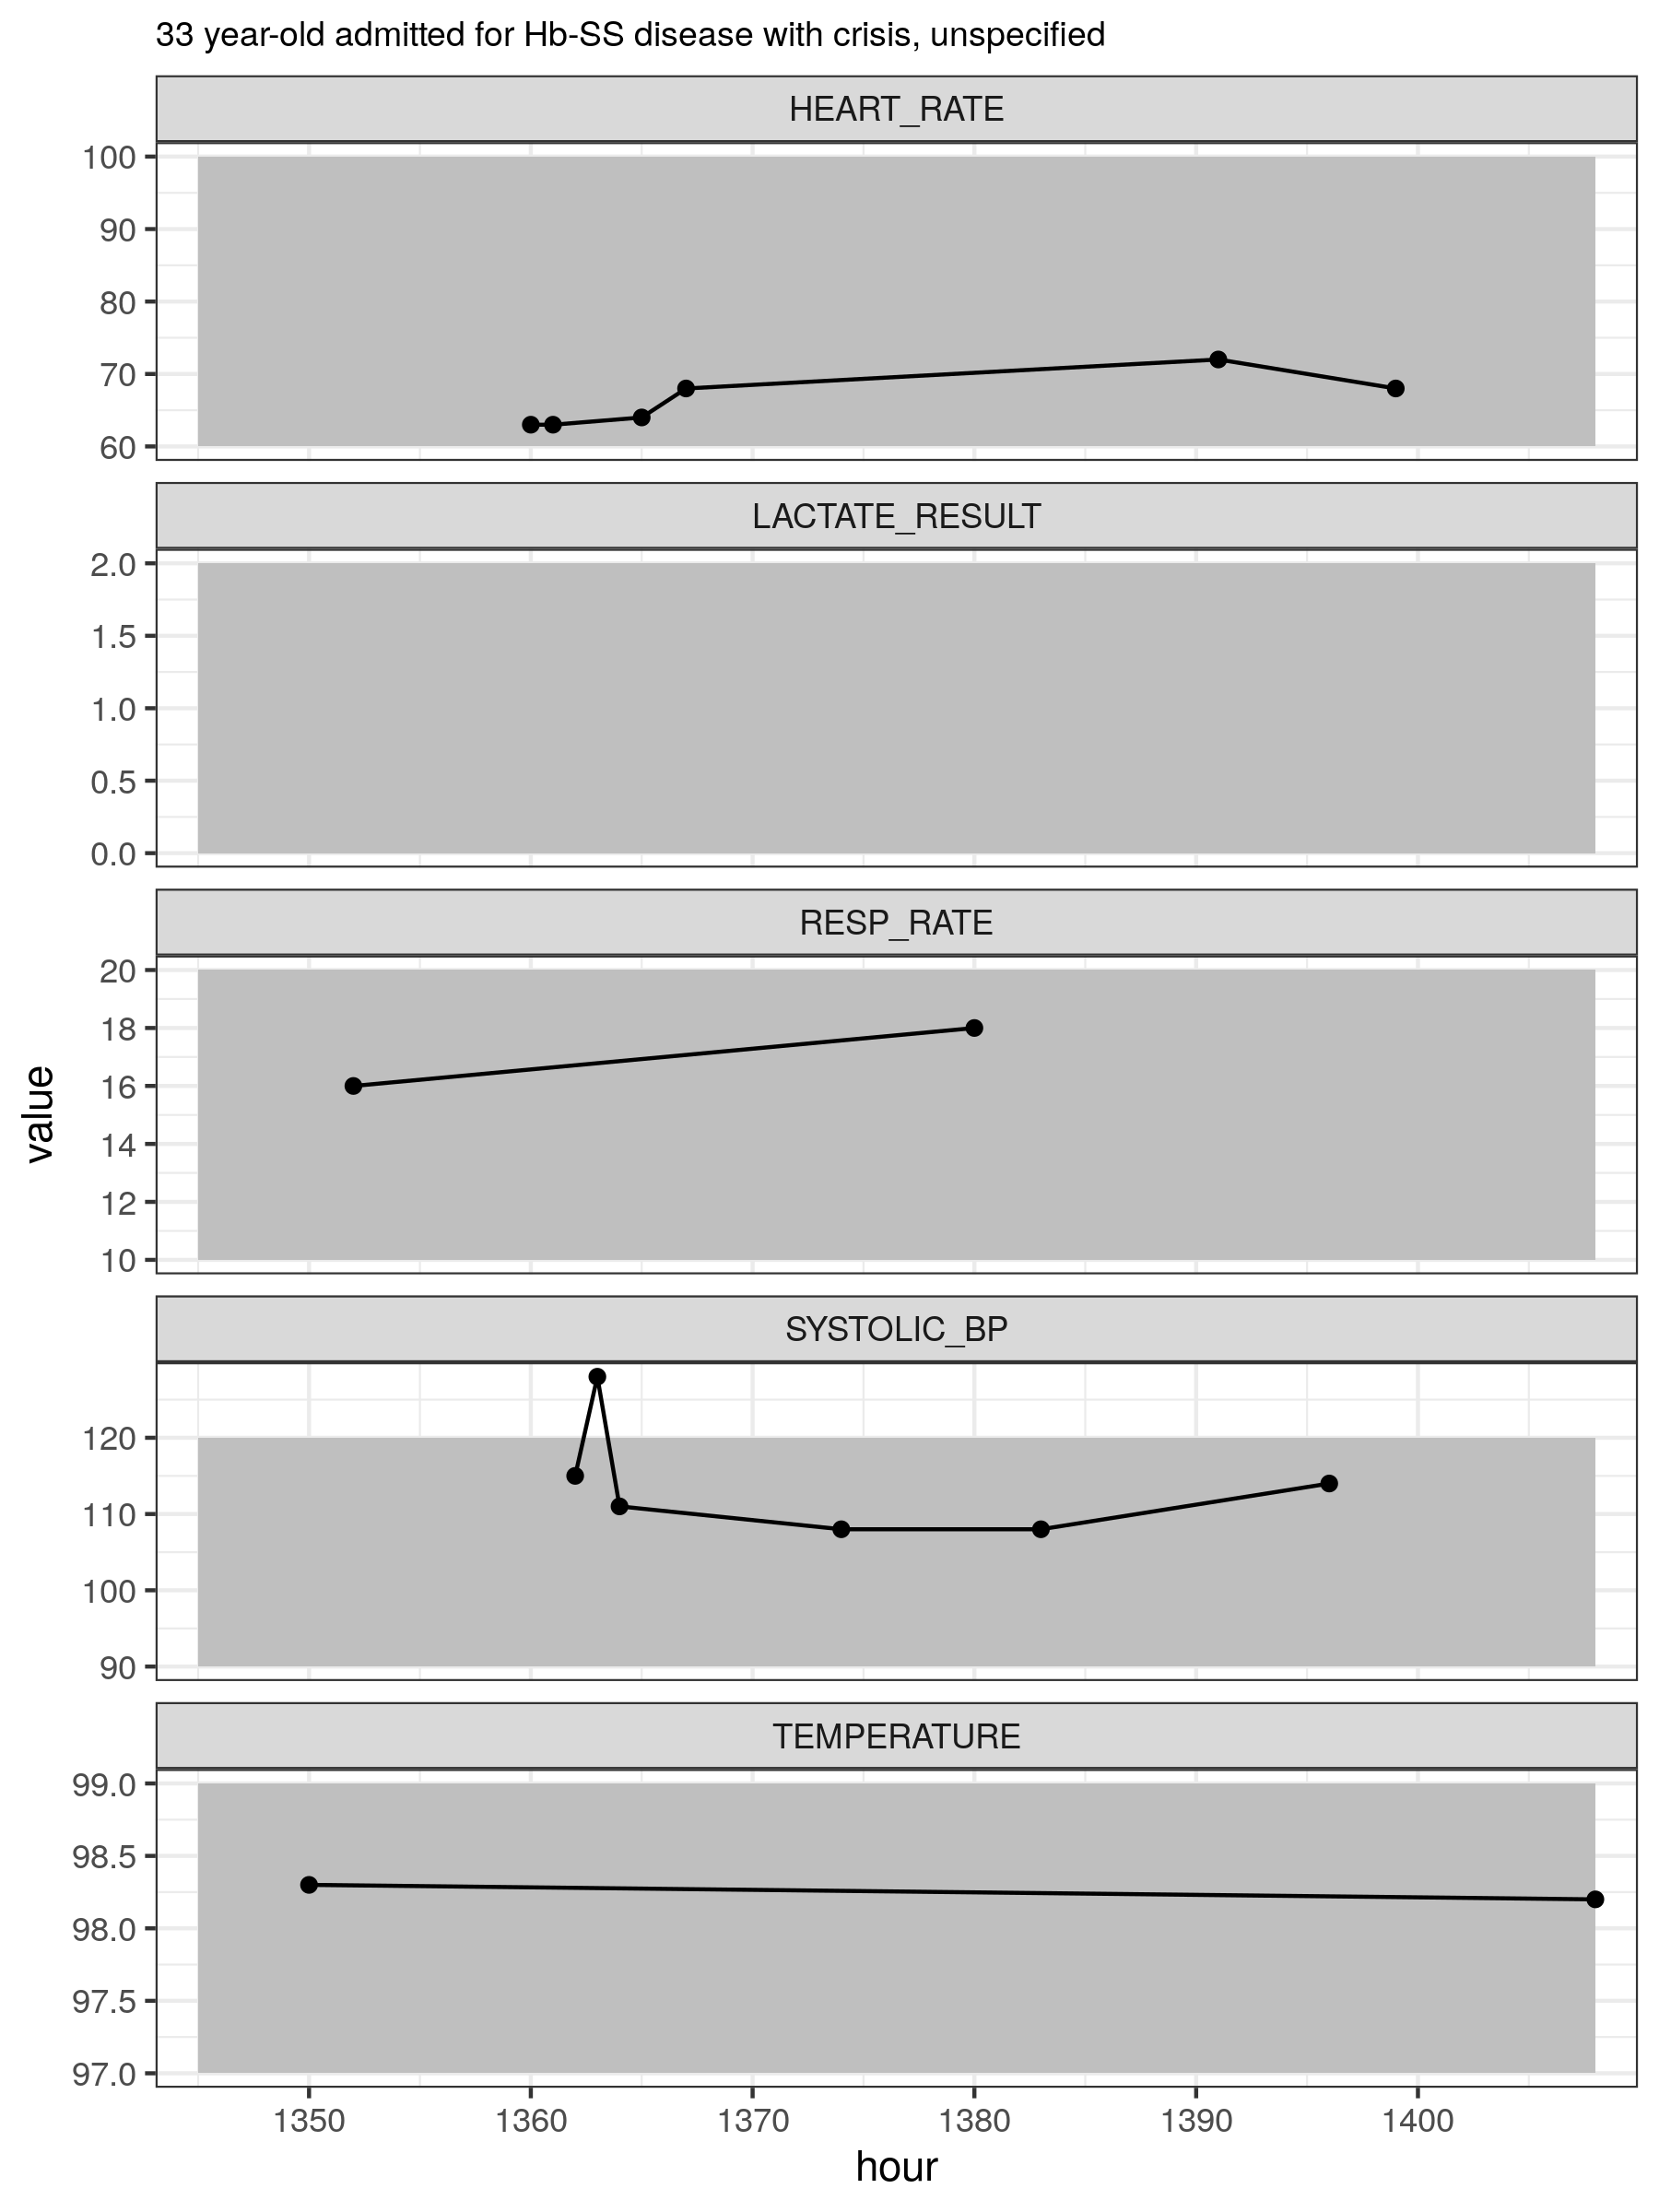 33 year-old admitted for Hb-SS disease with crisis, unspecified
HEART_RATE
100
90
80
70
60
LACTATE_RESULT
2.0
1.5
1.0
0.5
0.0
RESP_RATE
20
18
16
14
12
10
value
SYSTOLIC_BP
120
110
100
90
TEMPERATURE
99.0
98.5
98.0
97.5
97.0
1350 1360 1370 1380 1390 1400
hour